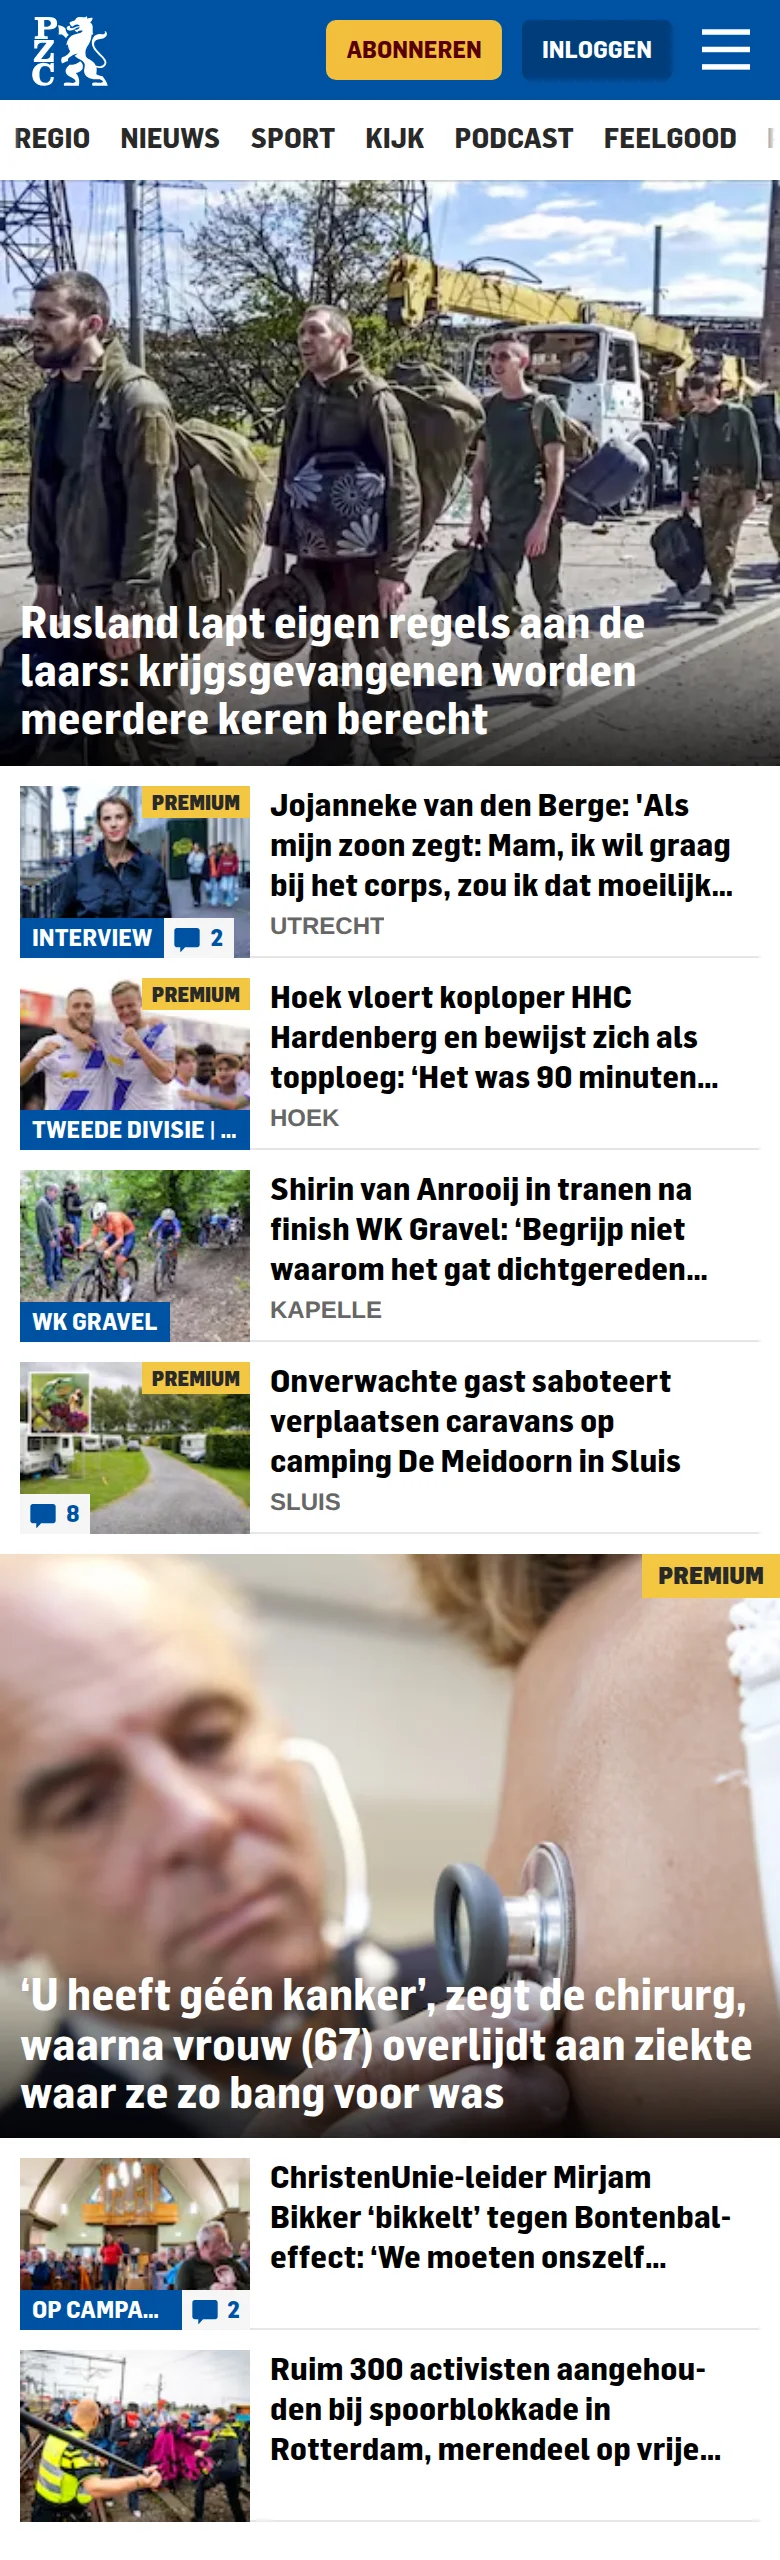 PZC
ABONNEREN
INLOGGEN
REGIO NIEUWS SPORT KIJK PODCAST FEELGOOD
Rusland lapt eigen regels aan de
laars: krijgsgevangenen worden
meerdere keren berecht
PREMIUM
INTERVIEW
2
Jojanneke van den Berge: 'Als
mijn zoon zegt: Mam, ik wil graag
bij het corps, zou ik dat moeilijk...
UTRECHT
PREMIUM
TWEEDE DIVISIE | ...
Hoek vloert koploper HHC
Hardenberg en bewijst zich als
topploeg: ‘Het was 90 minuten...
HOEK
WK GRAVEL
Shirin van Anrooij in tranen na
finish WK Gravel: ‘Begrijp niet
waarom het gat dichtgereden...
KAPELLE
PREMIUM
8
Onverwachte gast saboteert
verplaatsen caravans op
camping De Meidoorn in Sluis
SLUIS
PREMIUM
‘U heeft géén kanker’, zegt de chirurg,
waarna vrouw (67) overlijdt aan ziekte
waar ze zo bang voor was
OP CAMPA...
2
ChristenUnie-leider Mirjam
Bikker ‘bikkelt’ tegen Bontenbal-
effect: ‘We moeten onszelf...
Ruim 300 activisten aangehou-
den bij spoorblokkade in
Rotterdam, merendeel op vrije...